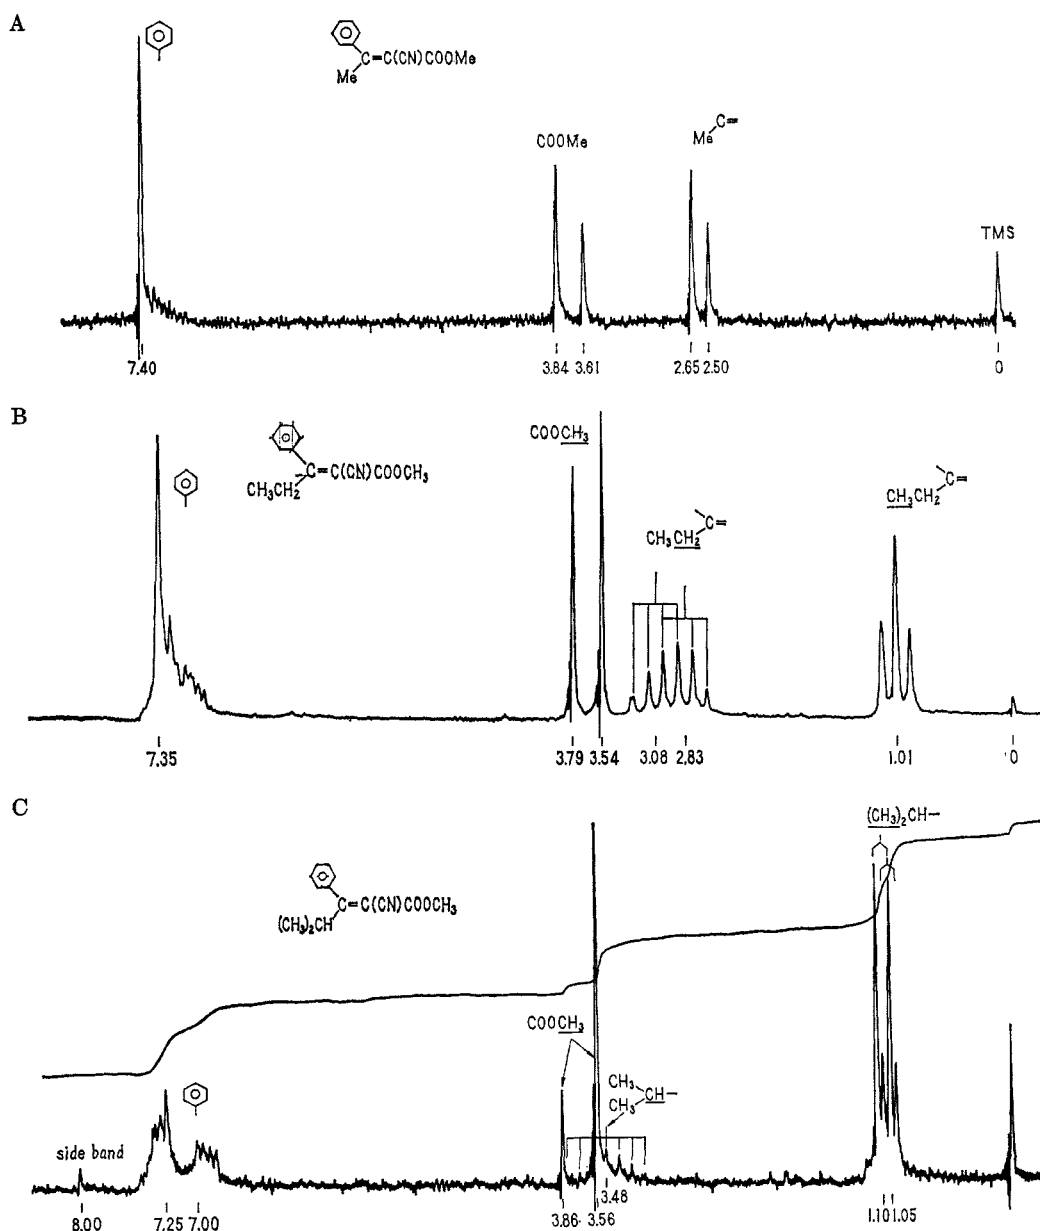 A
C=C(CN)COOMe
Me
COOMe
Me C=
TMS
7.40
3.84 3.61
2.65 2.50
0
B
COOCH3
C=C(CN)COOCH3
CH3CH2
CH3CH2 C=
CH3CH2 C=
7.35
3.79 3.54
3.08 2.83
1.01
0
C
(CH3)2CH—
C=C(CN)COOCH3
(CH3)2CH
COOCH3
CH3
CH—
CH3
side band
8.00
7.25 7.00
3.86
3.56
3.48
1.10 1.05